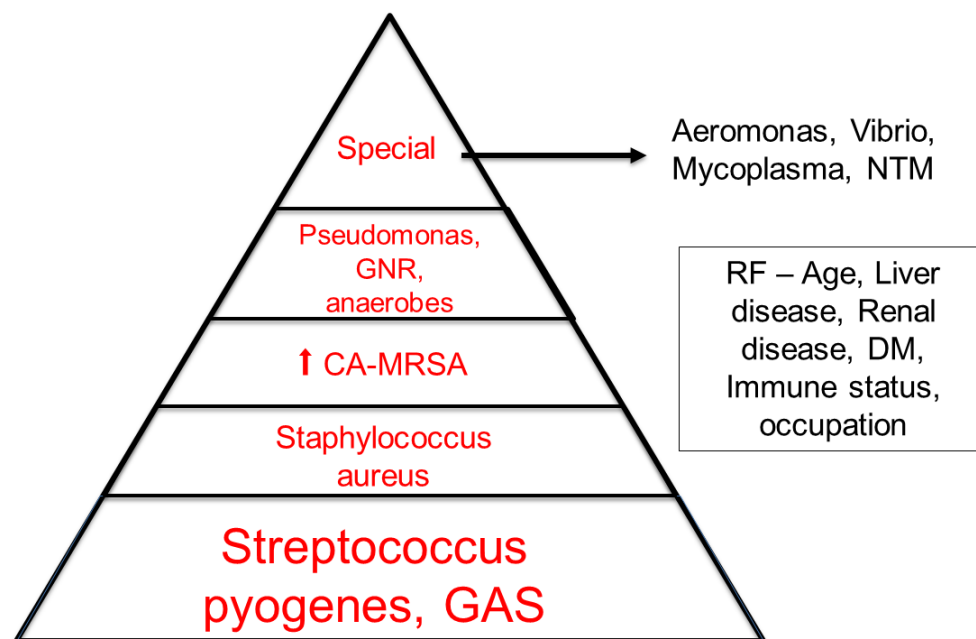 Special
Aeromonas, Vibrio,
Mycoplasma, NTM
Pseudomonas,
GNR,
anaerobes
⬆ CA-MRSA
Staphylococcus
aureus
Streptococcus
pyogenes, GAS
RF – Age, Liver
disease, Renal
disease, DM,
Immune status,
occupation